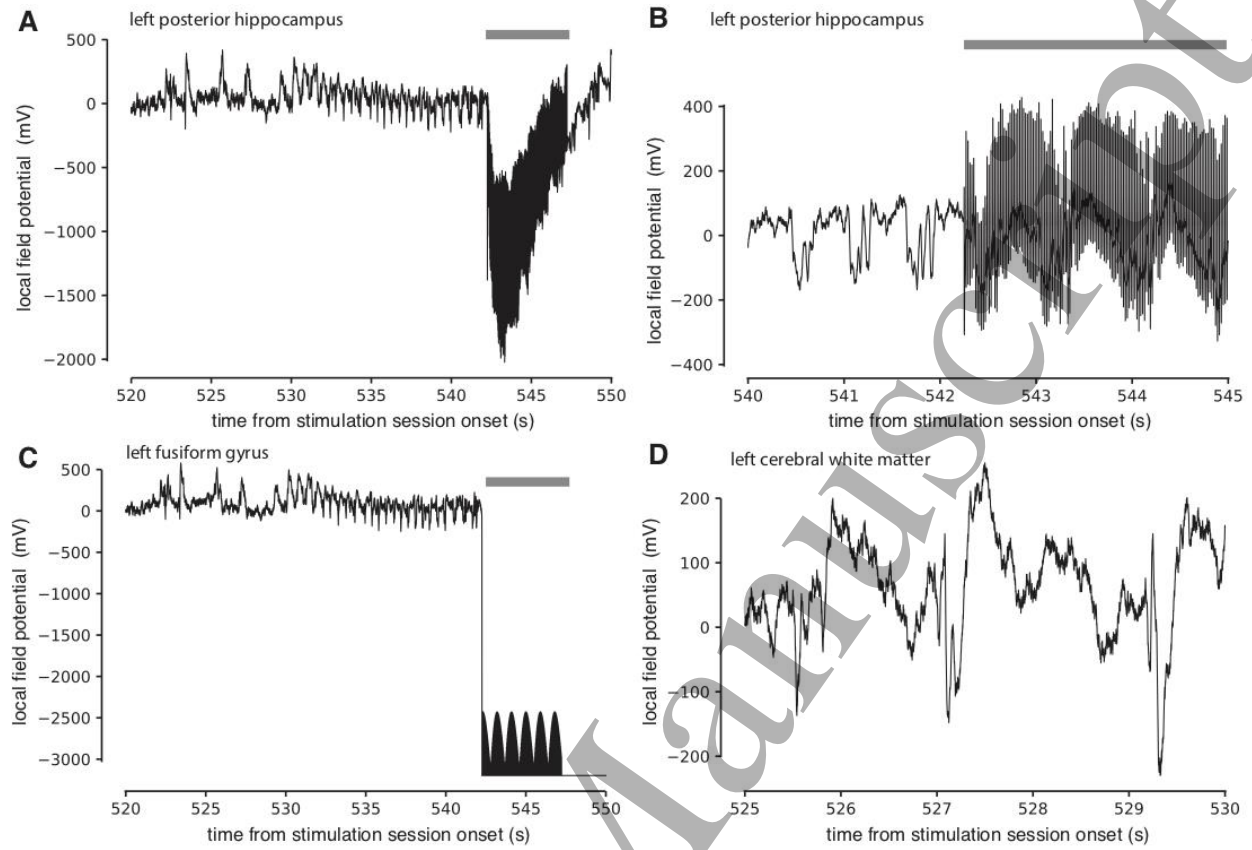 A
left posterior hippocampus
500
0
−500
−1000
−1500
−2000
local field potential (mV)
520 525 530 535 540 545 550
time from stimulation session onset (s)
B
left posterior hippocampus
400
200
0
−200
−400
local field potential (mV)
540 541 542 543 544 545
time from stimulation session onset (s)
C
left fusiform gyrus
500
0
−500
−1000
−1500
−2000
−2500
−3000
local field potential (mV)
520 525 530 535 540 545 550
time from stimulation session onset (s)
D
left cerebral white matter
200
100
0
−100
−200
local field potential (mV)
525 526 527 528 529 530
time from stimulation session onset (s)
Manuscript